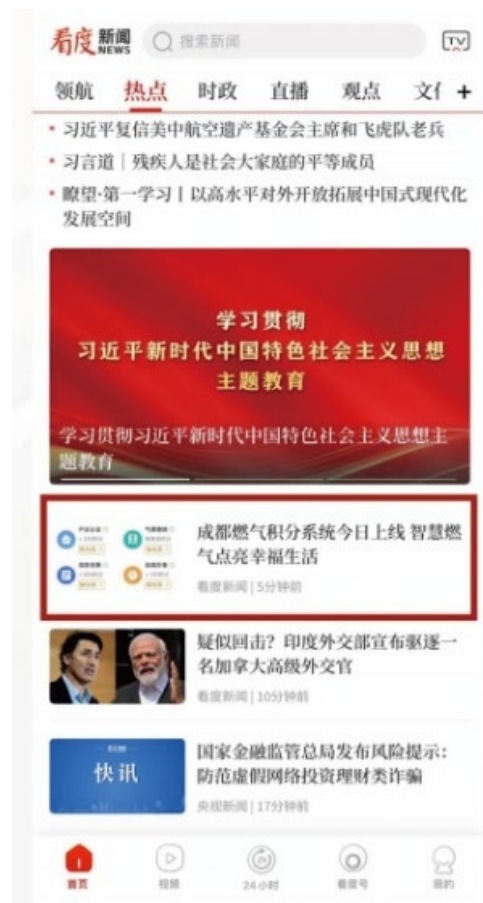 看度新闻
NEWS
搜索新闻
TV
领航 热点 时政 直播 观点 +
• 习近平复信美中航空遗产基金会主席和飞虎队老兵
• 习言道｜残疾人是社会大家庭的平等成员
• 瞭望·第一学习丨以高水平对外开放拓展中国式现代化
发展空间
学习贯彻
习近平新时代中国特色社会主义思想
主题教育
学习贯彻习近平新时代中国特色社会主义思想主
题教育
成都燃气积分系统今日上线 智慧燃
气点亮幸福生活
看度新闻 | 5分钟前
疑似回击？印度外交部宣布驱逐一
名加拿大高级外交官
看度新闻 | 10分钟前
快讯
国家金融监管总局发布风险提示：
防范虚假网络投资理财类诈骗
央视新闻 | 17分钟前
首页 视频 24小时 看度号 我的